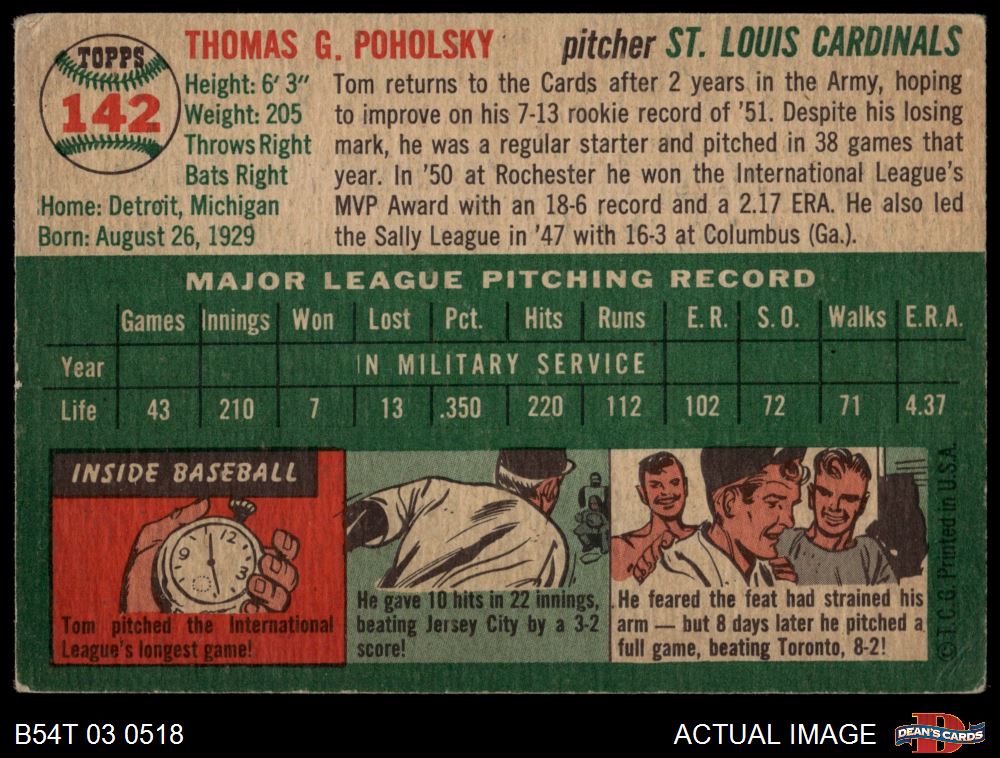 TOPPS
142
THOMAS G. POHOLSKY pitcher ST. LOUIS CARDINALS
Height: 6' 3"
Weight: 205
Throws Right
Bats Right
Home: Detroit, Michigan
Born: August 26, 1929
Tom returns to the Cards after 2 years in the Army, hoping
to improve on his 7-13 rookie record of '51. Despite his losing
mark, he was a regular starter and pitched in 38 games that
year. In '50 at Rochester he won the International League's
MVP Award with an 18-6 record and a 2.17 ERA. He also led
the Sally League in '47 with 16-3 at Columbus (Ga.).
MAJOR LEAGUE PITCHING RECORD
Games Innings Won Lost Pct. Hits Runs E.R. S.O. Walks E.R.A.
Year IN MILITARY SERVICE
Life 43 210 7 13 .350 220 112 102 72 71 4.37
INSIDE BASEBALL
9 12 3
Tom pitched the International
League's longest game!
He gave 10 hits in 22 innings,
beating Jersey City by a 3-2
score!
He feared the feat had strained his
arm — but 8 days later he pitched a
full game, beating Toronto, 8-2!
© T.C.G. Printed in U.S.A.
B54T 03 0518
ACTUAL IMAGE
D
DEAN'S CARDS